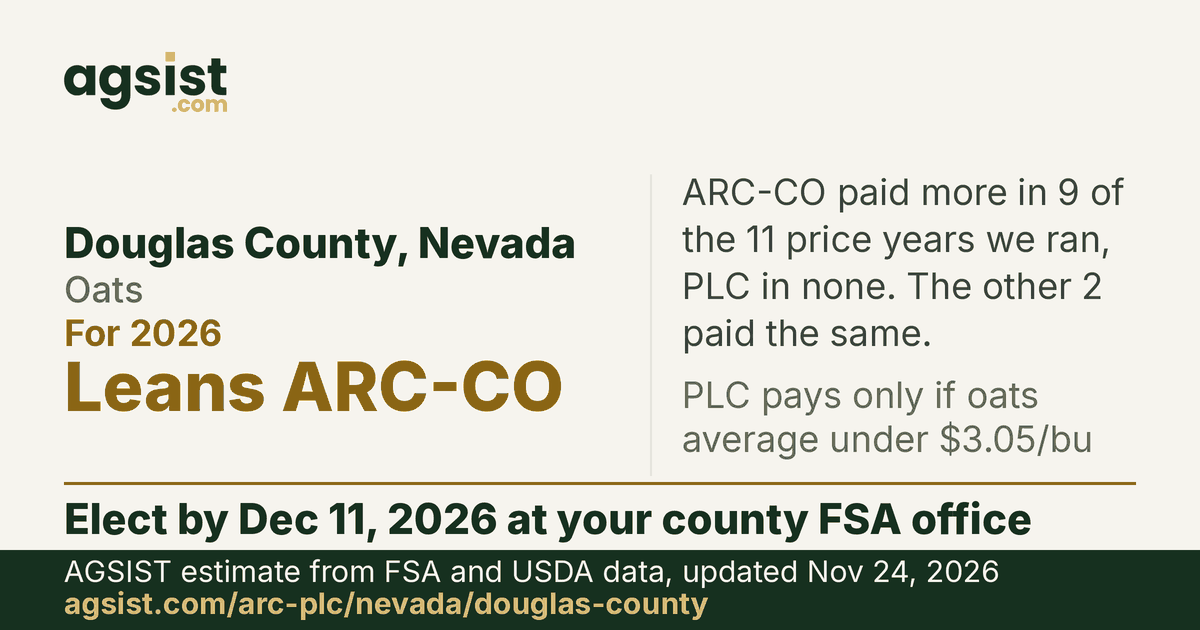 agsist
.com
Douglas County, Nevada
Oats
For 2026
Leans ARC-CO
ARC-CO paid more in 9 of
the 11 price years we ran,
PLC in none. The other 2
paid the same.
PLC pays only if oats
average under $3.05/bu
Elect by Dec 11, 2026 at your county FSA office
AGSIST estimate from FSA and USDA data, updated Nov 24, 2026
agsist.com/arc-plc/nevada/douglas-county